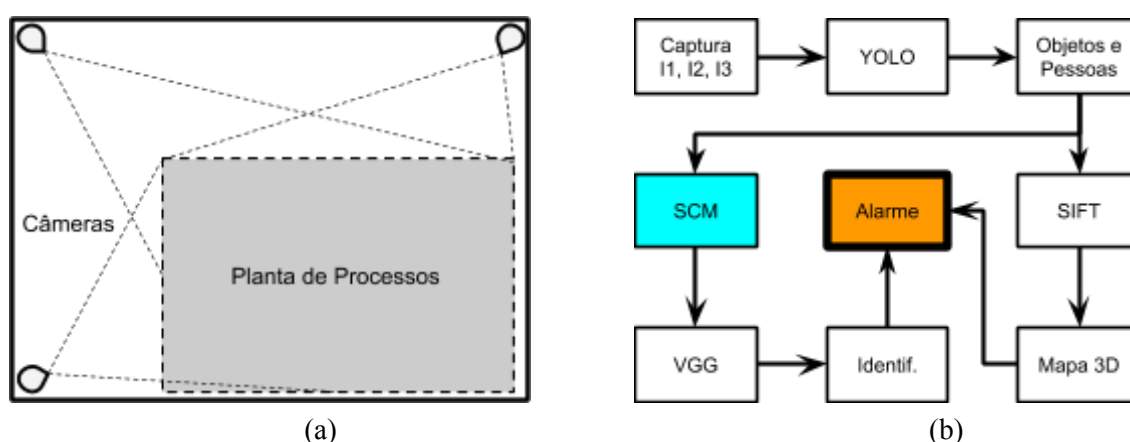 Câmeras
Planta de Processos
(a)
Captura
I1, I2, I3
YOLO
Objetos e
Pessoas
SCM
Alarme
SIFT
VGG
Identif.
Mapa 3D
(b)